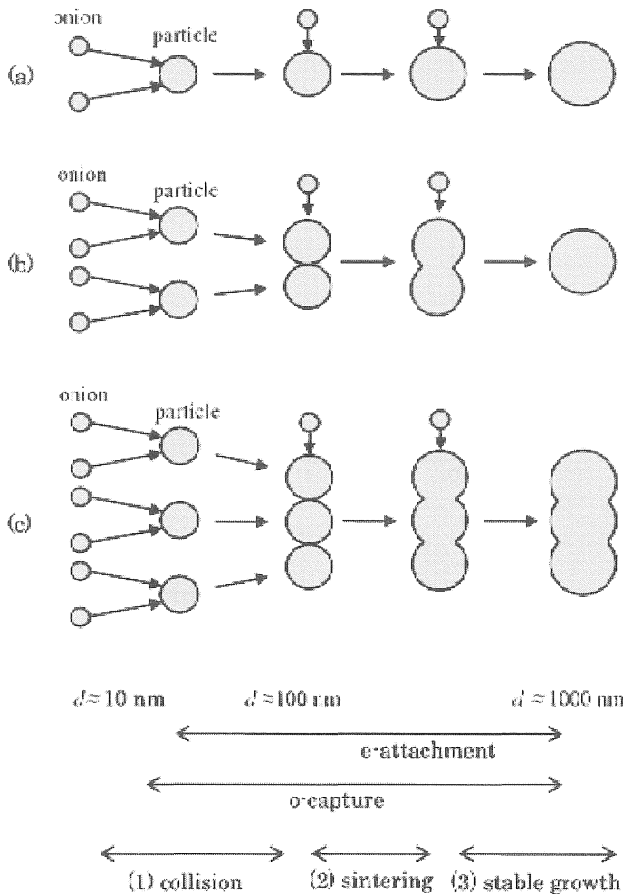 onion
particle
(a)
onion
particle
(b)
onion
particle
(c)
d ≈ 10 nm d ≈ 100 nm d ≈ 1000 nm
e-attachment
o-capture
(1) collision (2) sintering (3) stable growth